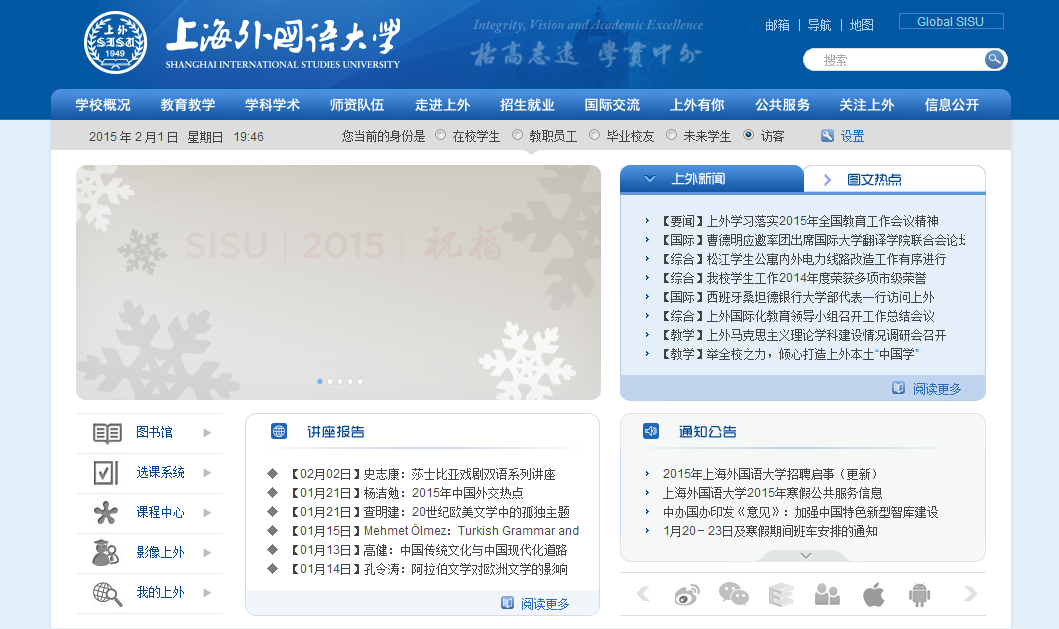 上外
SISU
1949
上海外国语大学
SHANGHAI INTERNATIONAL STUDIES UNIVERSITY
Integrity, Vision and Academic Excellence
格高志远 学贯中外
邮箱 | 导航 | 地图
Global SISU
搜索
学校概况 教育教学 学科学术 师资队伍 走进上外 招生就业 国际交流 上外有你 公共服务 关注上外 信息公开
2015 年 2 月1 日 星期日 19:46
您当前的身份是 在校学生 教职员工 毕业校友 未来学生 访客 设置
SISU | 2015 | 祝福
上外新闻 图文热点
【要闻】上外学习落实2015年全国教育工作会议精神
【国际】曹德明应邀率团出席国际大学翻译学院联合会论坛
【综合】松江学生公寓内外电力线路改造工作有序进行
【综合】我校学生工作2014年度荣获多项市级荣誉
【国际】西班牙桑坦德银行大学部代表一行访问上外
【综合】上外国际化教育领导小组召开工作总结会议
【教学】上外马克思主义理论学科建设情况调研会召开
【教学】举全校之力，倾心打造上外本土“中国学”
阅读更多
图书馆
选课系统
课程中心
影像上外
我的上外
讲座报告
【02月02日】史志康：莎士比亚戏剧双语系列讲座
【01月21日】杨洁勉：2015年中国外交热点
【01月21日】查明建：20世纪欧美文学中的孤独主题
【01月15日】Mehmet Ölmez：Turkish Grammar and
【01月13日】高健：中国传统文化与中国现代化道路
【01月14日】孔令涛：阿拉伯文学对欧洲文学的影响
阅读更多
通知公告
2015年上海外国语大学招聘启事（更新）
上海外国语大学2015年寒假公共服务信息
中办国办印发《意见》：加强中国特色新型智库建设
1月20－23日及寒假期间班车安排的通知